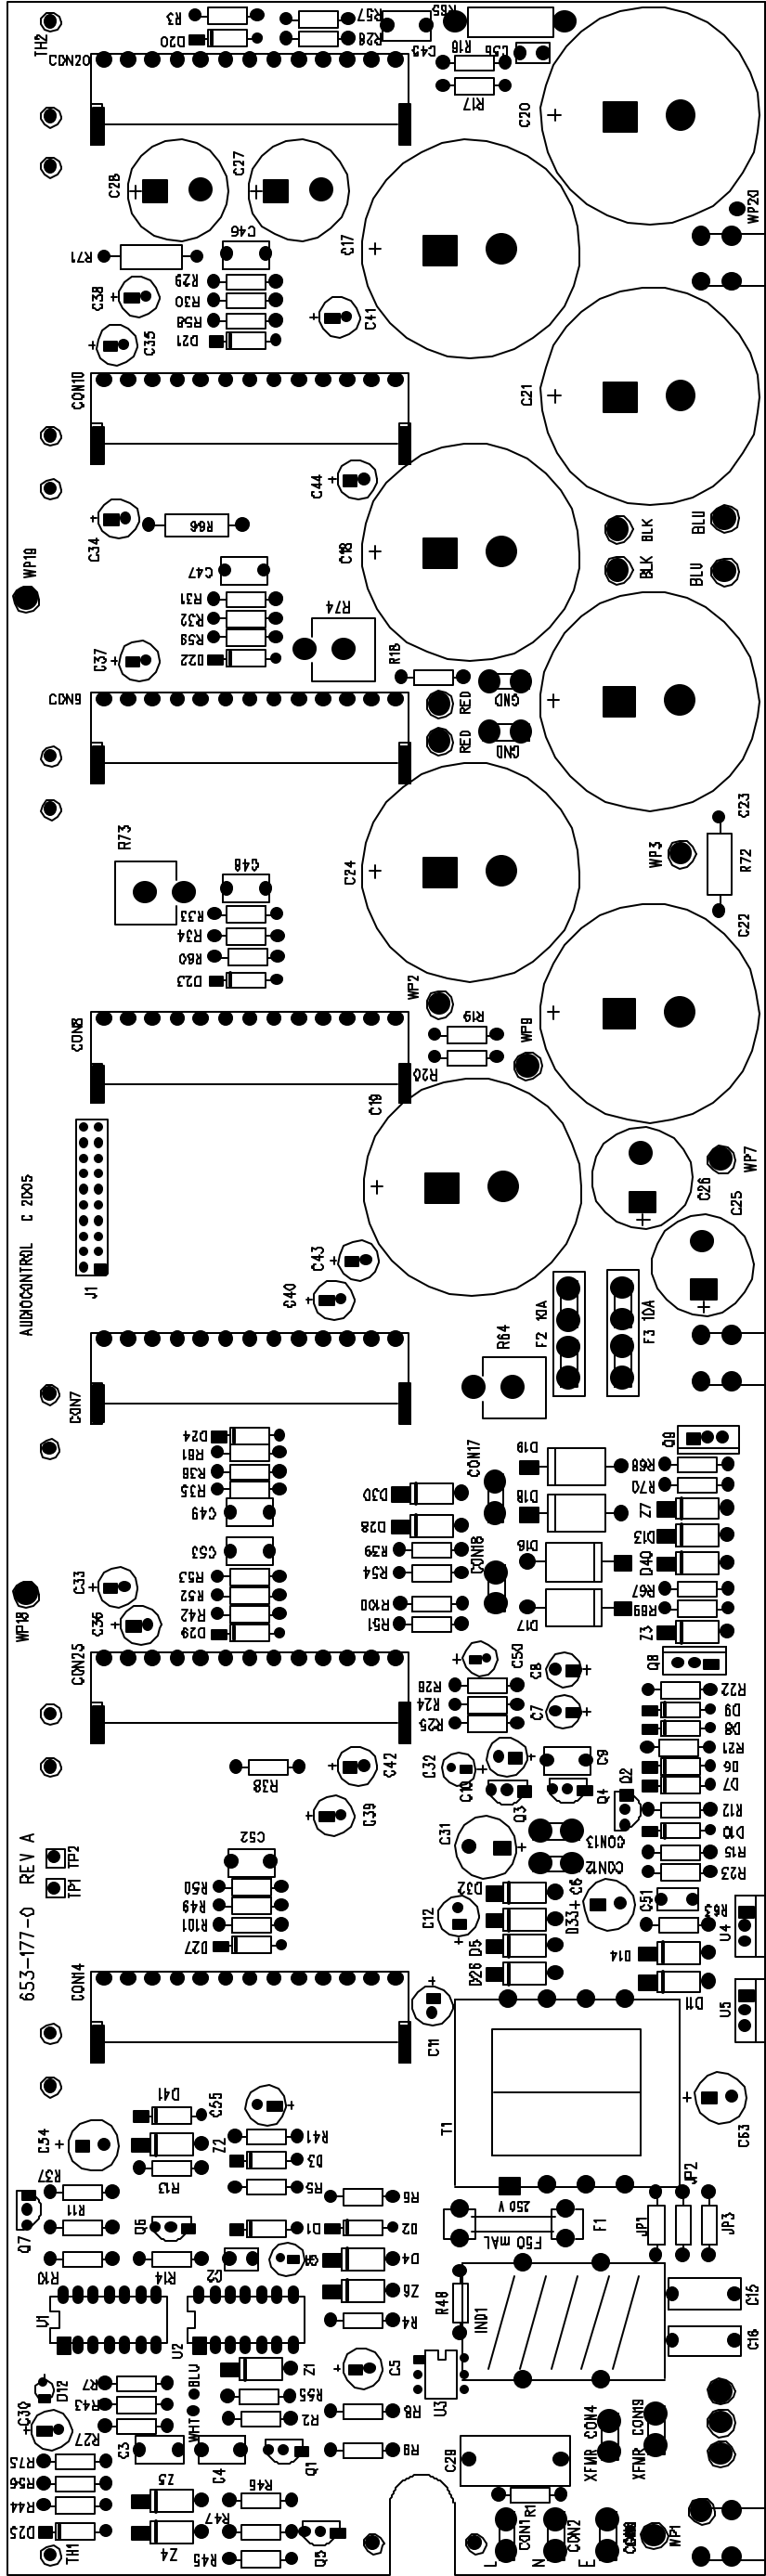 TH2
R3
D20
R57
R26
C45
R65
R16
C56
CON20
R17
C20
C28
C27
C17
WP20
R71
C46
R29
R30
R58
D21
C38
C35
C41
CON10
C21
C44
C34
R66
C18
BLK
BLU
BLK
BLU
WP19
C47
R31
R32
R59
D22
R74
C37
R18
RED
RED
GND
GND
C23
R73
C48
C24
WP3
R72
R33
R34
R60
D23
C22
WP2
CON8
R19
WP9
R20
C19
AUDIOCONTROL C 2005
J1
C26
WP7
C25
C43
C40
F2 10A
F3 10A
R64
CON7
D24
R61
R36
R35
C49
C53
R53
R52
R42
D29
D30
D28
R39
R54
R100
R51
CON17
CON18
D19
D18
D16
D17
Q9
R68
R70
Z7
D13
D40
R67
R69
Z3
Q8
C33
C36
WP18
CON25
C50
R28
R24
R25
C8
C7
R22
D9
D8
R21
D6
D7
R12
D10
R15
R23
R38
C42
C39
C32
C10
C9
Q3
Q4
Q2
C31
CON13
CON12
653-177-0 REV A
TP2
TP1
C52
R50
R49
R101
D27
C12
D32
D33
D5
D26
C6
C51
R63
D14
D11
U4
U5
CON14
C11
T1
C63
D41
C55
C54
Z2
R13
R41
D3
R5
R37
R11
Q7
Q6
D1
R6
D2
D4
Z6
R4
250 V
F50 mAL
F1
JP1
JP2
JP3
R10
R14
C2
U1
U2
R48
IND1
C15
C16
D12
R7
R43
R27
C30
BLU
WHT
Z1
R55
R2
C5
U3
R8
R9
C3
C4
Q1
C29
XFMR CON4
XFMR CON19
R75
R56
R44
D25
TH1
Z5
Z4
R46
R47
R45
Q5
R1
CON1
CON2
L
N
E
WP1